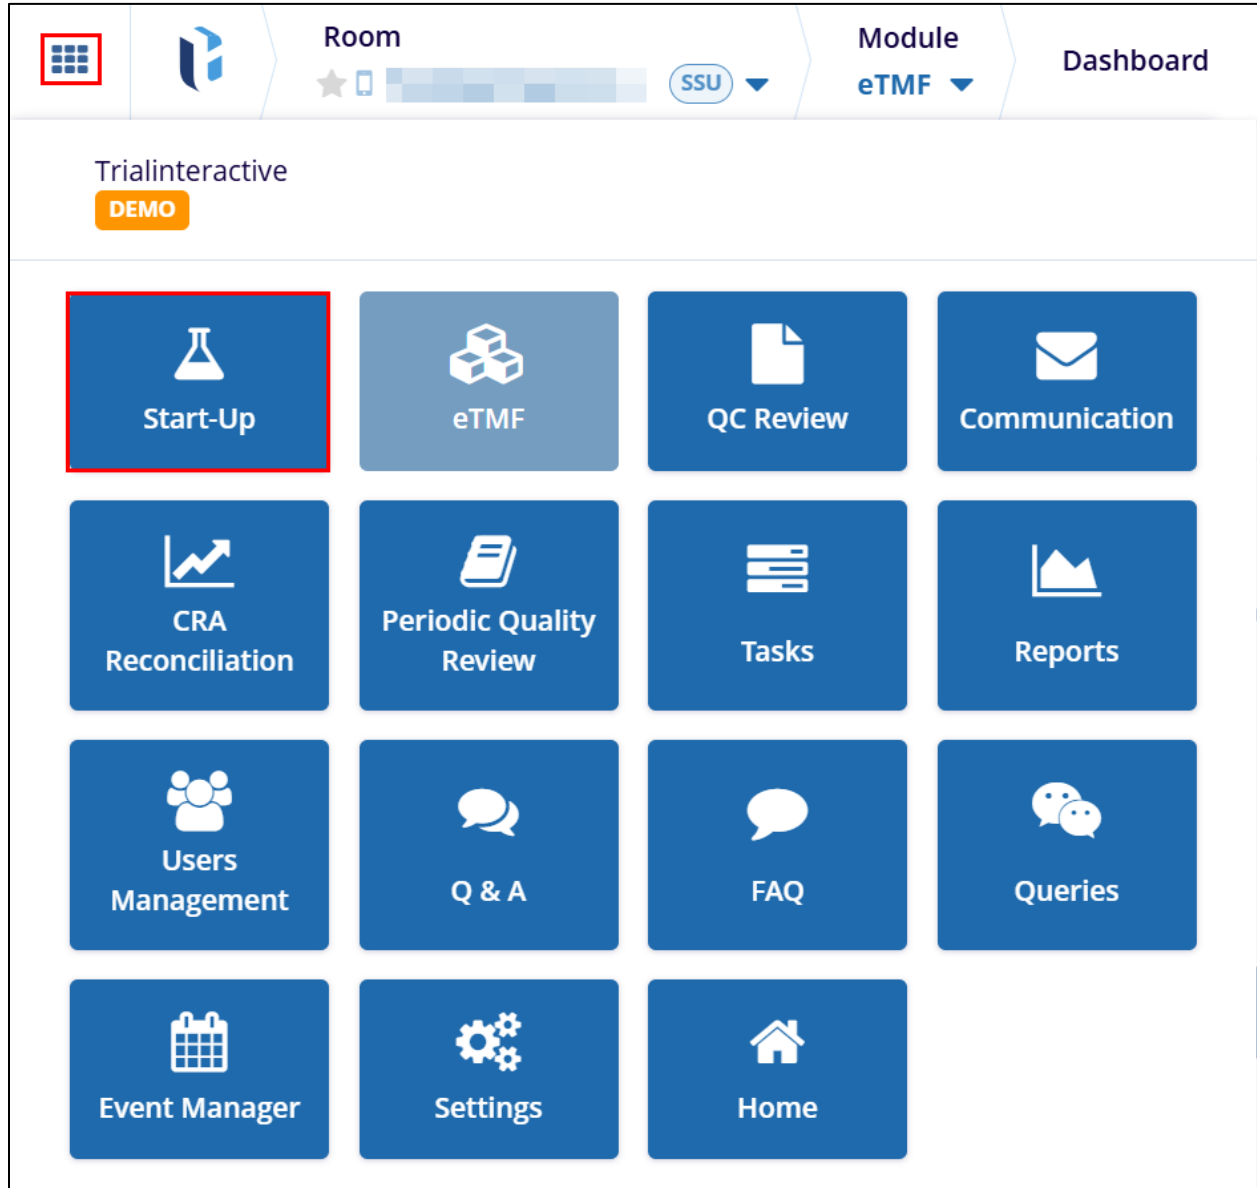 Room
SSU
Module
eTMF
Dashboard
Trialinteractive
DEMO
Start-Up
eTMF
QC Review
Communication
CRA
Reconciliation
Periodic Quality
Review
Tasks
Reports
Users
Management
Q & A
FAQ
Queries
Event Manager
Settings
Home